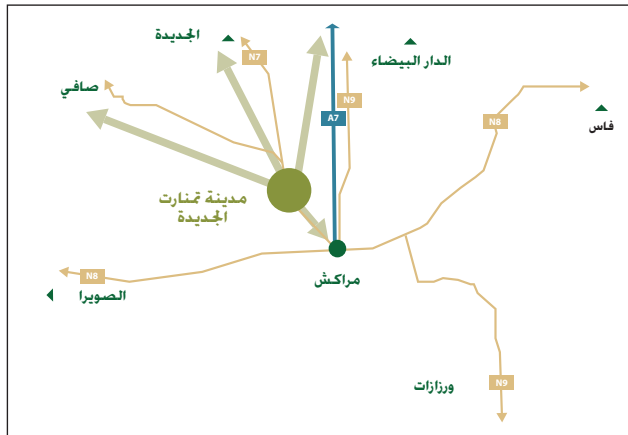 الجديدة
N7
الدار البيضاء
صافي
N9
A7
N8
فاس
مدينة تمنارت
الجديدة
مراكش
N8
الصويرا
ورزازات
N9